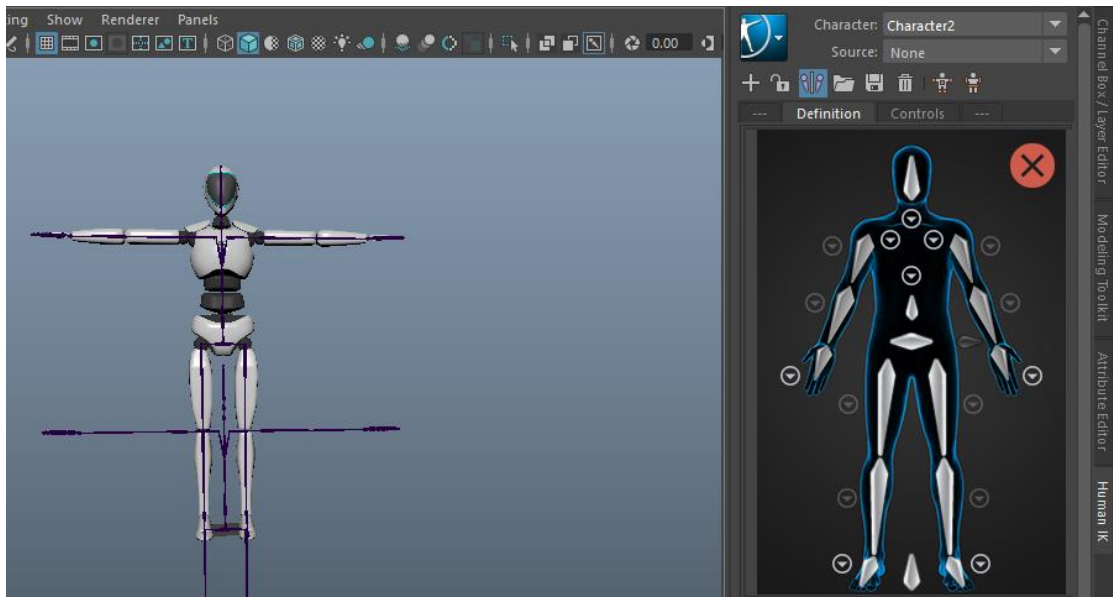 ting Show Renderer Panels
0.00
Character: Character2
Source: None
--- Definition Controls ---
Channel Box / Layer Editor
Modeling Toolkit
Attribute Editor
Human IK